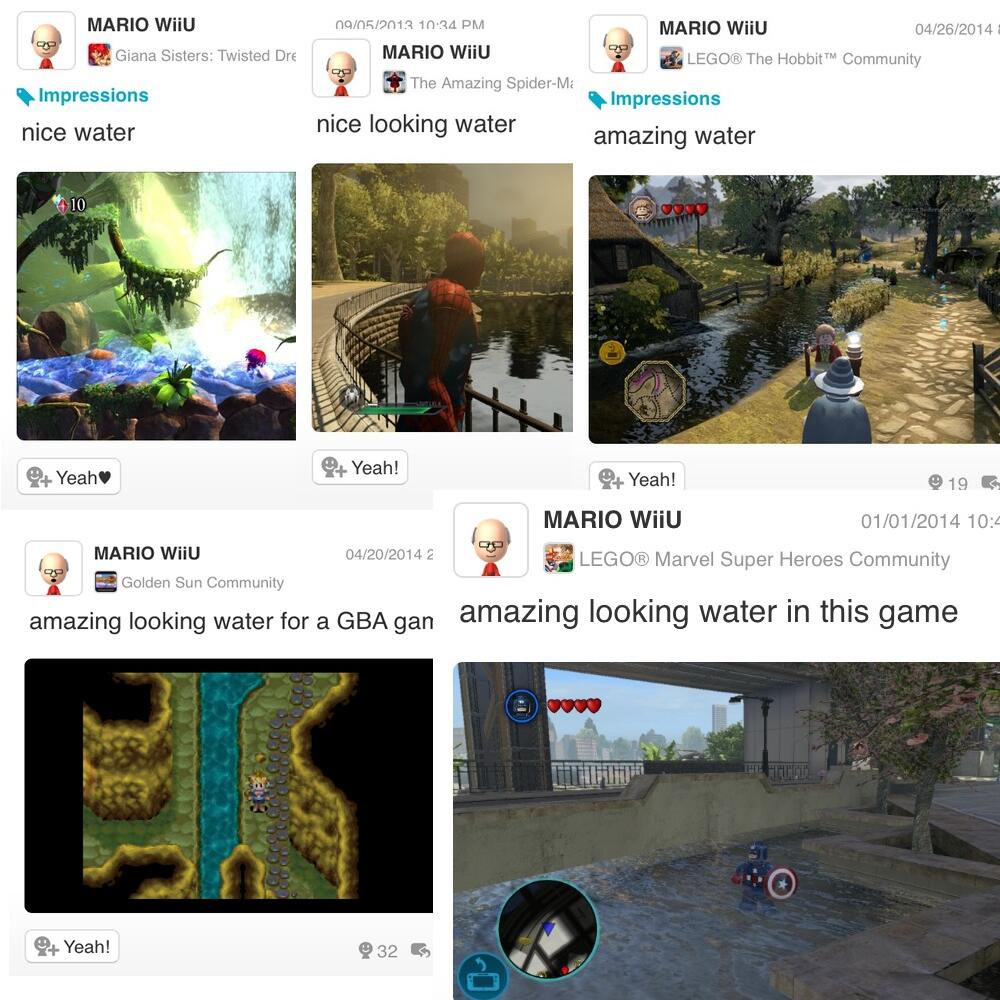 MARIO WiiU
Giana Sisters: Twisted Dre
Impressions
nice water
10
Yeah♥
09/05/2013 10:34 PM
MARIO WiiU
The Amazing Spider-Ma
nice looking water
Yeah!
MARIO WiiU
04/26/2014 8
LEGO® The Hobbit™ Community
Impressions
amazing water
Yeah!
19
MARIO WiiU
04/20/2014 2
Golden Sun Community
amazing looking water for a GBA gam
Yeah!
32
MARIO WiiU
01/01/2014 10:4
LEGO® Marvel Super Heroes Community
amazing looking water in this game